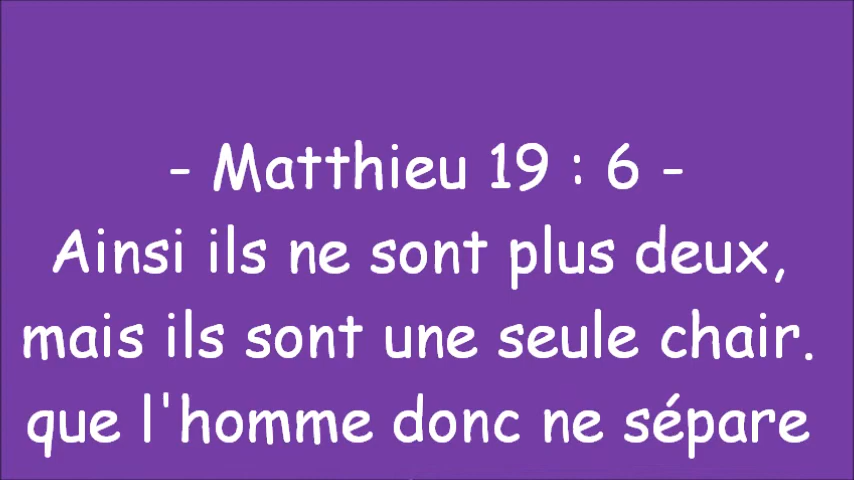 - Matthieu 19 : 6 -
Ainsi ils ne sont plus deux,
mais ils sont une seule chair.
que l'homme donc ne sépare